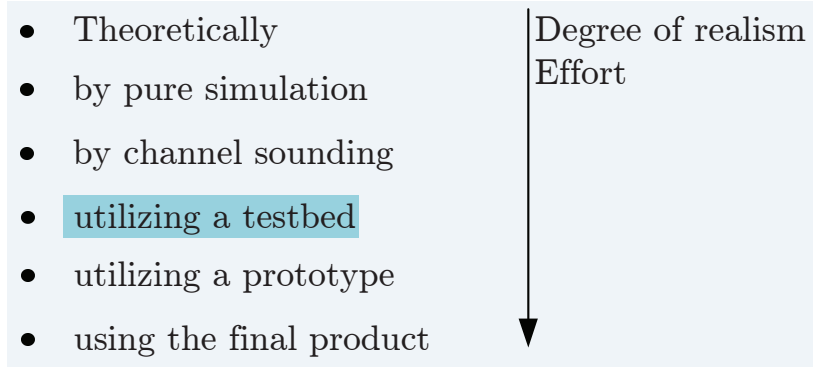 • Theoretically
• by pure simulation
• by channel sounding
• utilizing a testbed
• utilizing a prototype
• using the final product
Degree of realism
Effort